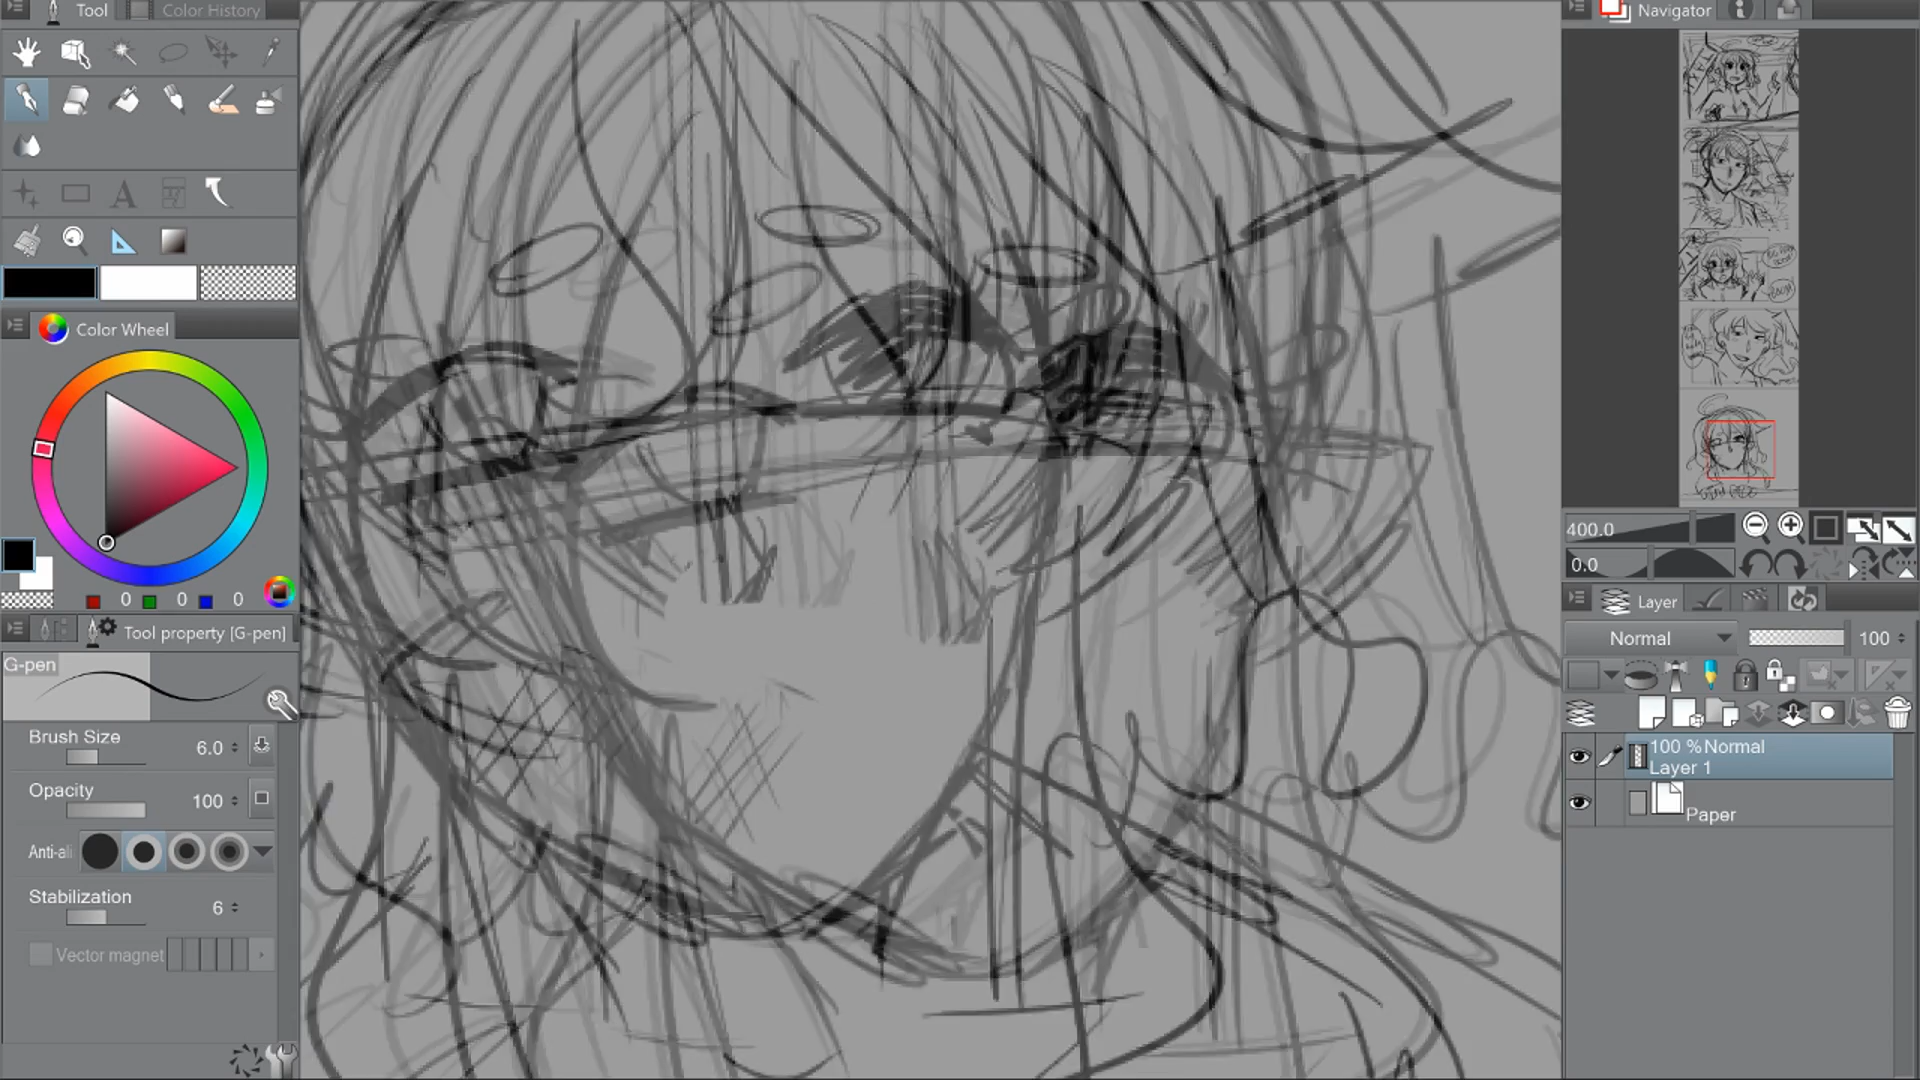 Tool
Color History
Color Wheel
0
0
0
Tool property [G-pen]
G-pen
Brush Size
6.0
Opacity
100
Anti-ali
Stabilization
6
Vector magnet
Navigator
400.0
0.0
Layer
Normal
100
100 %Normal
Layer 1
Paper